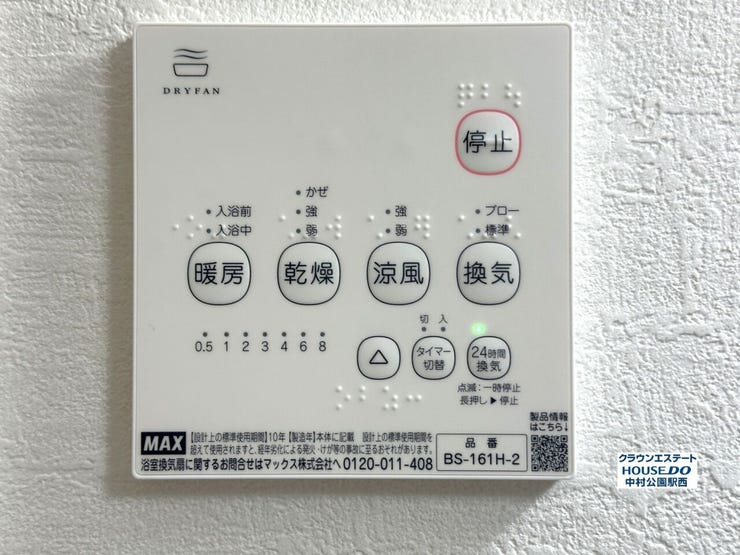 DRYFAN
停止
かぜ
入浴前
強
強
ブロー
入浴中
弱
弱
標準
暖房
乾燥
涼風
換気
切 入
0.5 1 2 3 4 6 8
△
タイマー
切替
24時間
換気
点滅:一時停止
長押し▶停止
製品情報
はこちら↓
MAX
【設計上の標準使用期間】10年【製造年】本体に記載 設計上の標準使用期間を
超えて使用されますと、経年劣化による発火・けが等の事故に至るおそれがあります。
浴室換気扇に関するお問合せはマックス株式会社へ 0120-011-408
品番
BS-161H-2
クラウンエステート
HOUSEDO
中村公園駅西